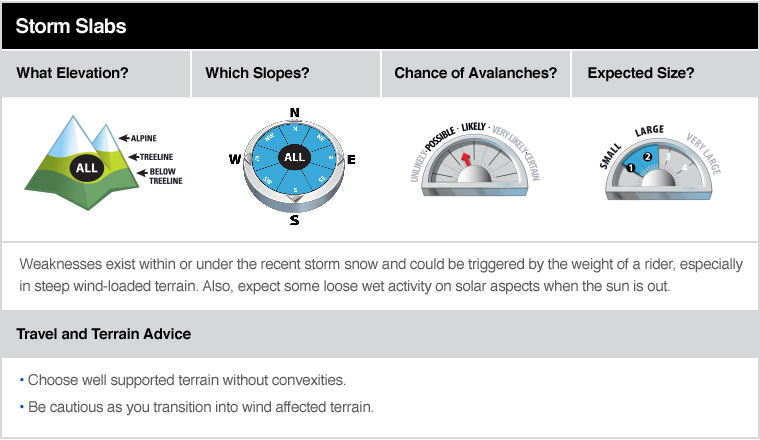 Storm Slabs
What Elevation?
Which Slopes?
Chance of Avalanches?
Expected Size?
ALPINE
TREELINE
BELOW
TREELINE
ALL
N
W
E
S
N
NE
E
SE
S
SW
W
NW
ALL
UNLIKELY·POSSIBLE·LIKELY·VERY LIKELY·CERTAIN
SMALL
LARGE
VERY LARGE
1
2
3
4
Weaknesses exist within or under the recent storm snow and could be triggered by the weight of a rider, especially
in steep wind-loaded terrain. Also, expect some loose wet activity on solar aspects when the sun is out.
Travel and Terrain Advice
• Choose well supported terrain without convexities.
• Be cautious as you transition into wind affected terrain.